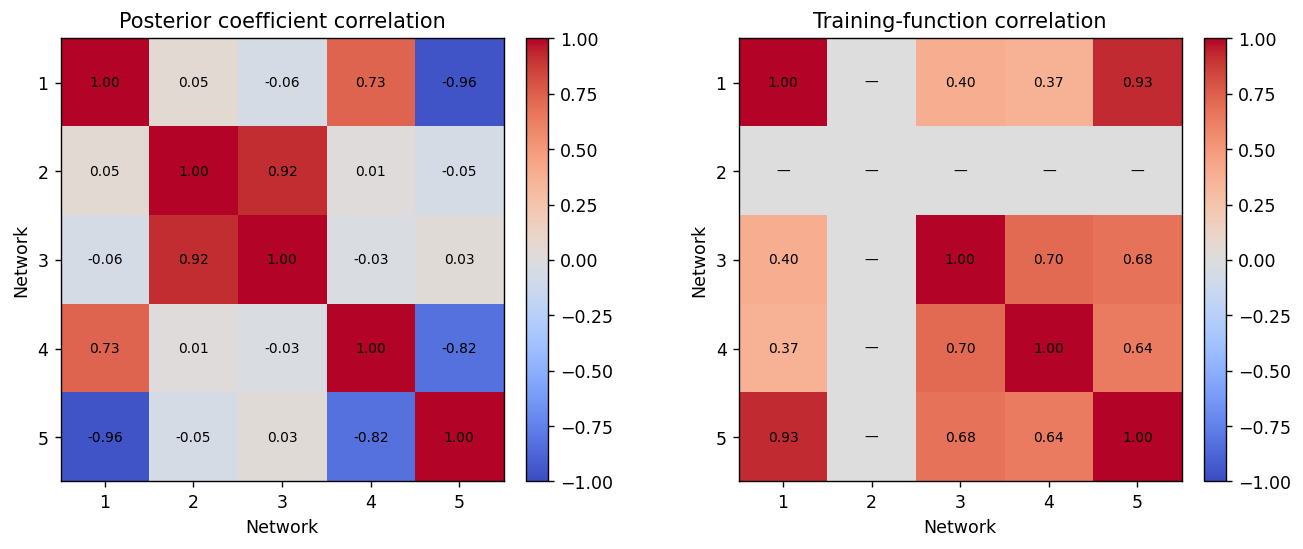 Posterior coefficient correlation
1 1.00 0.05 -0.06 0.73 -0.96
2 0.05 1.00 0.92 0.01 -0.05
3 -0.06 0.92 1.00 -0.03 0.03
4 0.73 0.01 -0.03 1.00 -0.82
5 -0.96 -0.05 0.03 -0.82 1.00
1 2 3 4 5
Network
Network
1.00
0.75
0.50
0.25
0.00
−0.25
−0.50
−0.75
−1.00
Training-function correlation
1 1.00 — 0.40 0.37 0.93
2 — — — — —
3 0.40 — 1.00 0.70 0.68
4 0.37 — 0.70 1.00 0.64
5 0.93 — 0.68 0.64 1.00
1 2 3 4 5
Network
Network
1.00
0.75
0.50
0.25
0.00
−0.25
−0.50
−0.75
−1.00